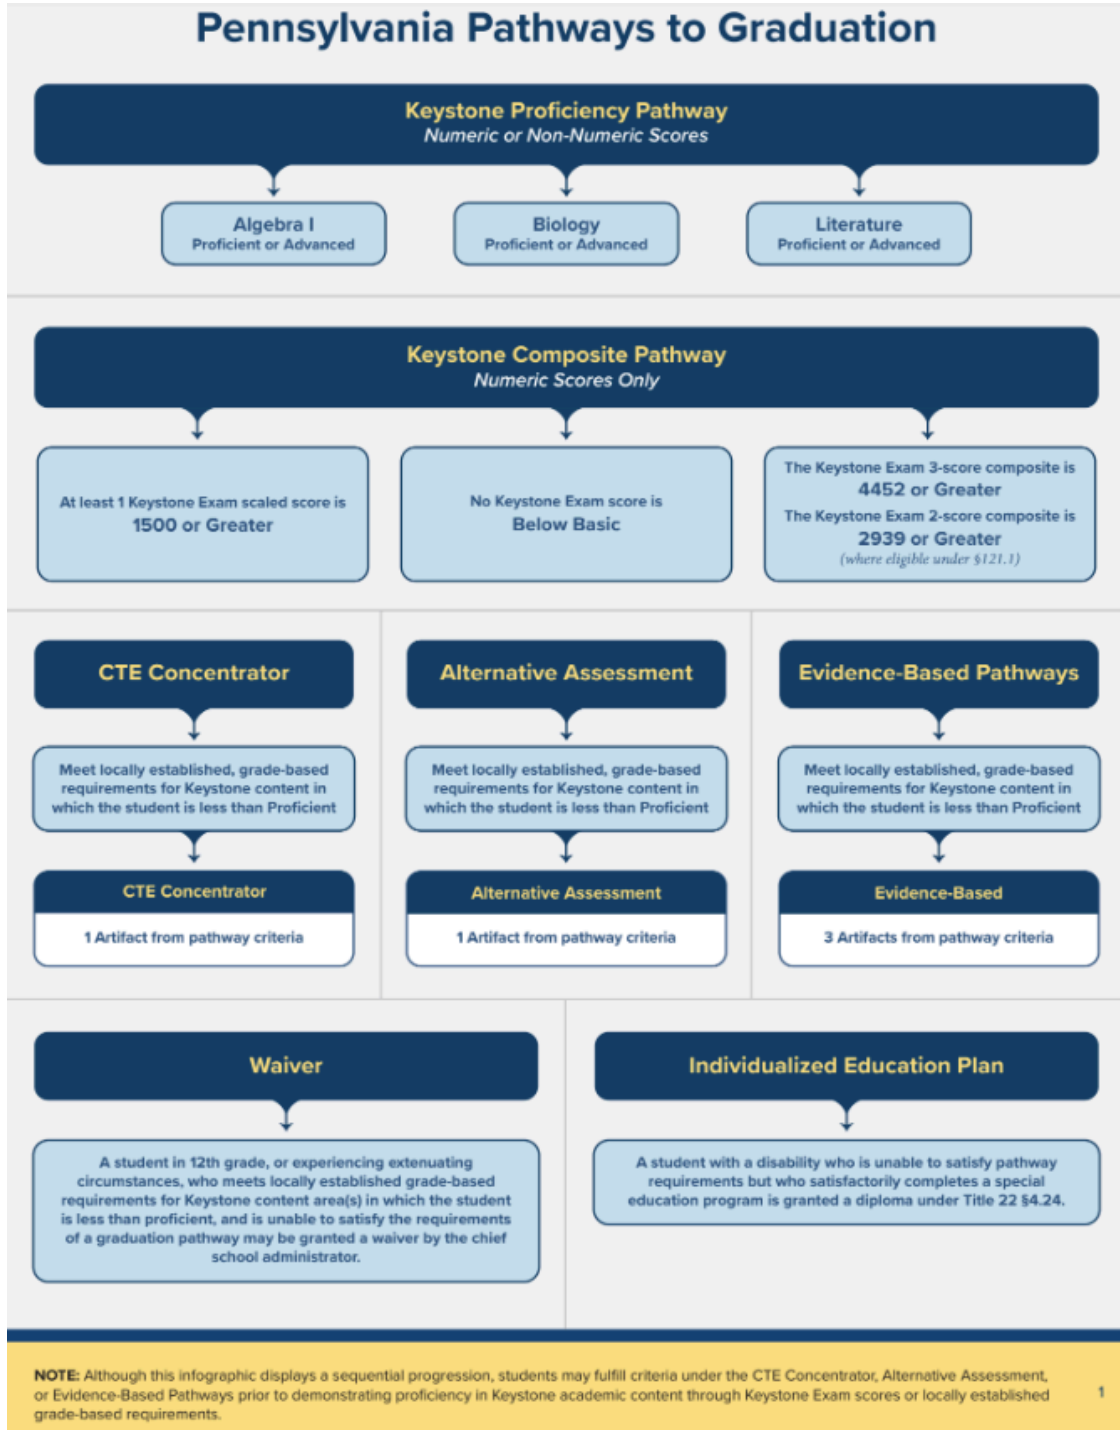 Pennsylvania Pathways to Graduation
Keystone Proficiency Pathway
Numeric or Non-Numeric Scores
Algebra I
Proficient or Advanced
Biology
Proficient or Advanced
Literature
Proficient or Advanced
Keystone Composite Pathway
Numeric Scores Only
At least 1 Keystone Exam scaled score is
1500 or Greater
No Keystone Exam score is
Below Basic
The Keystone Exam 3-score composite is
4452 or Greater
The Keystone Exam 2-score composite is
2939 or Greater
(where eligible under §121.1)
CTE Concentrator
Meet locally established, grade-based
requirements for Keystone content in
which the student is less than Proficient
CTE Concentrator
1 Artifact from pathway criteria
Alternative Assessment
Meet locally established, grade-based
requirements for Keystone content in
which the student is less than Proficient
Alternative Assessment
1 Artifact from pathway criteria
Evidence-Based Pathways
Meet locally established, grade-based
requirements for Keystone content in
which the student is less than Proficient
Evidence-Based
3 Artifacts from pathway criteria
Waiver
A student in 12th grade, or experiencing extenuating
circumstances, who meets locally established grade-based
requirements for Keystone content area(s) in which the student
is less than proficient, and is unable to satisfy the requirements
of a graduation pathway may be granted a waiver by the chief
school administrator.
Individualized Education Plan
A student with a disability who is unable to satisfy pathway
requirements but who satisfactorily completes a special
education program is granted a diploma under Title 22 §4.24.
NOTE: Although this infographic displays a sequential progression, students may fulfill criteria under the CTE Concentrator, Alternative Assessment,
or Evidence-Based Pathways prior to demonstrating proficiency in Keystone academic content through Keystone Exam scores or locally established
grade-based requirements.
1